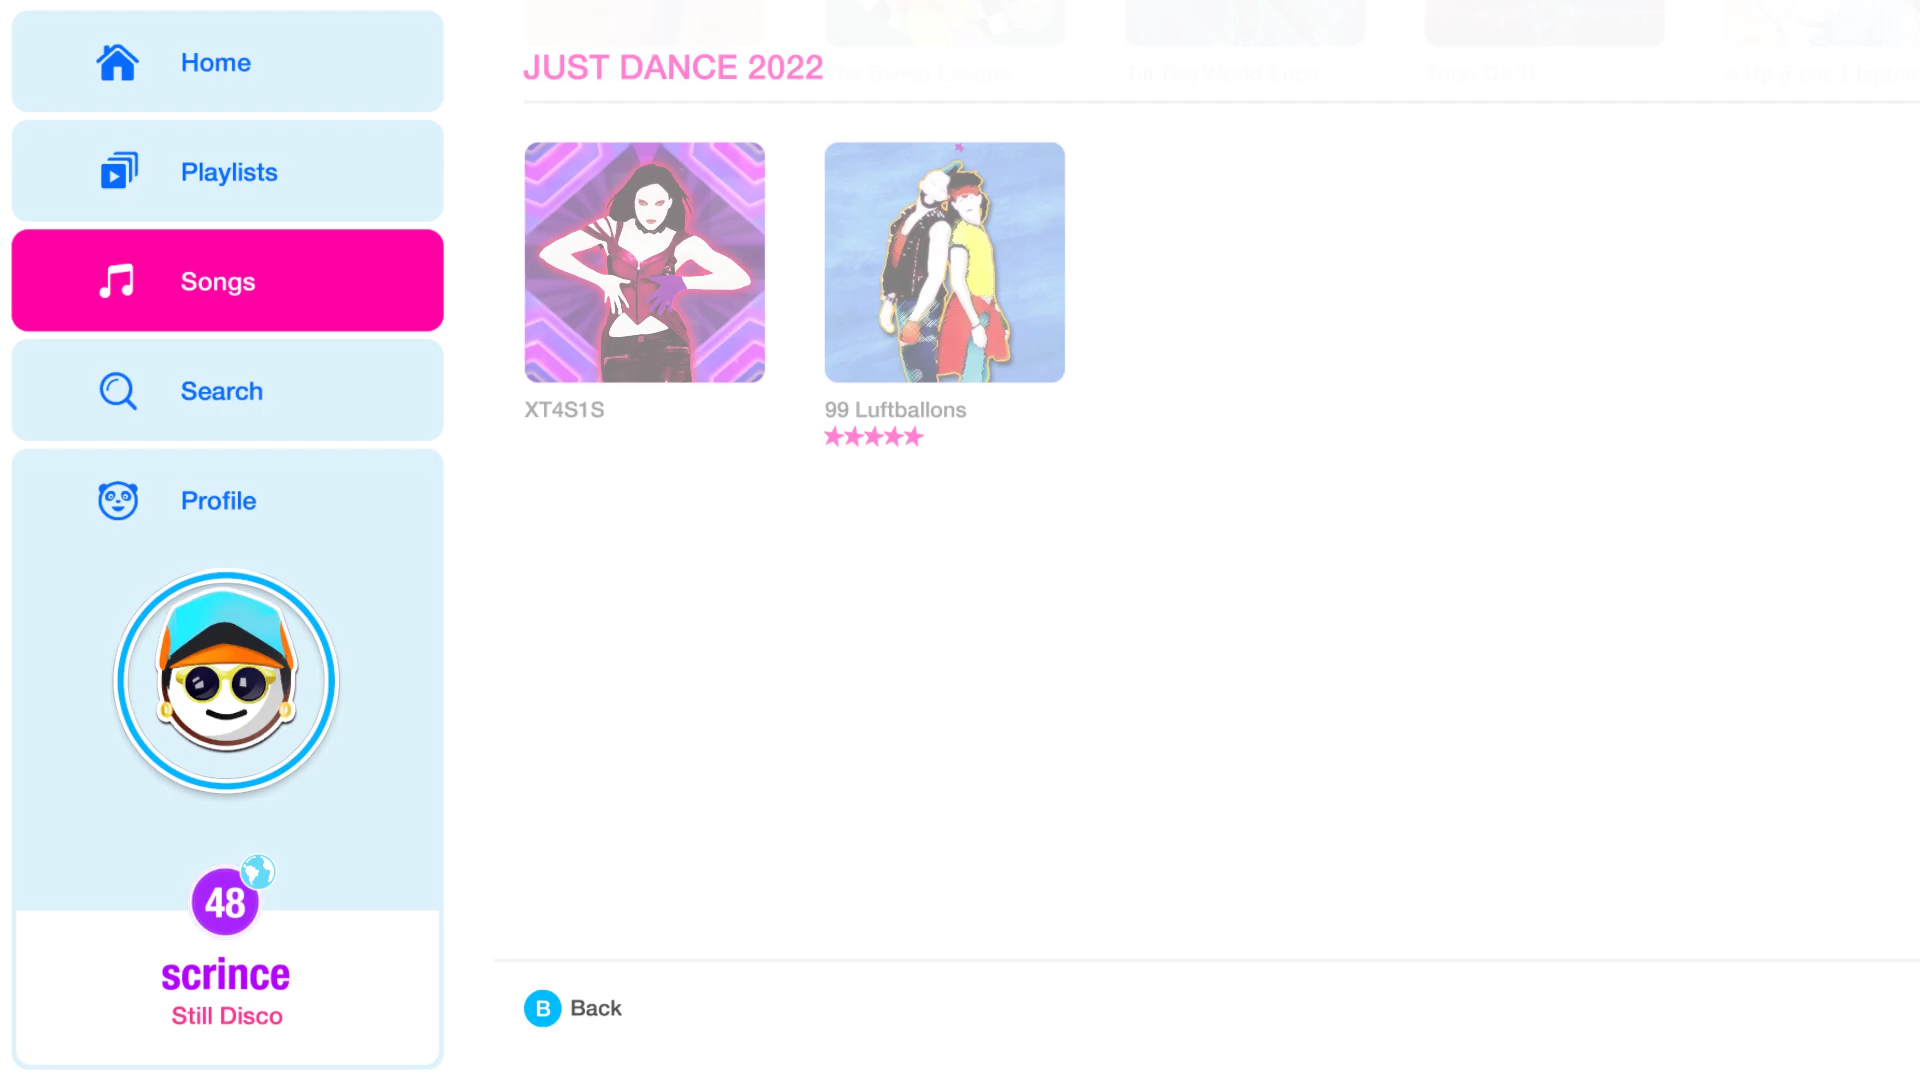 Home
Playlists
Songs
Search
Profile
48
scrince
Still Disco
JUST DANCE 2022
XT4S1S
99 Luftballons
B Back